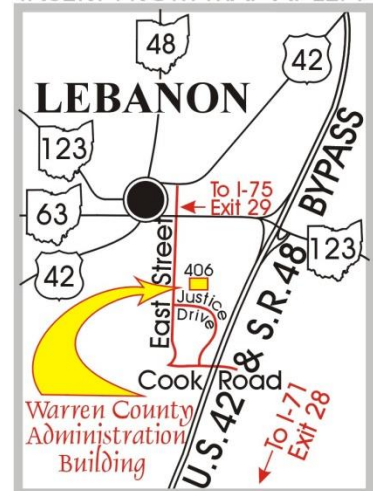 48
42
LEBANON
123
To I-75
Exit 29
63
123
42
406
East Street
Justice
Drive
Cook Road
U.S. 42 & S.R. 48 BYPASS
Warren County
Administration
Building
To I-71
Exit 28